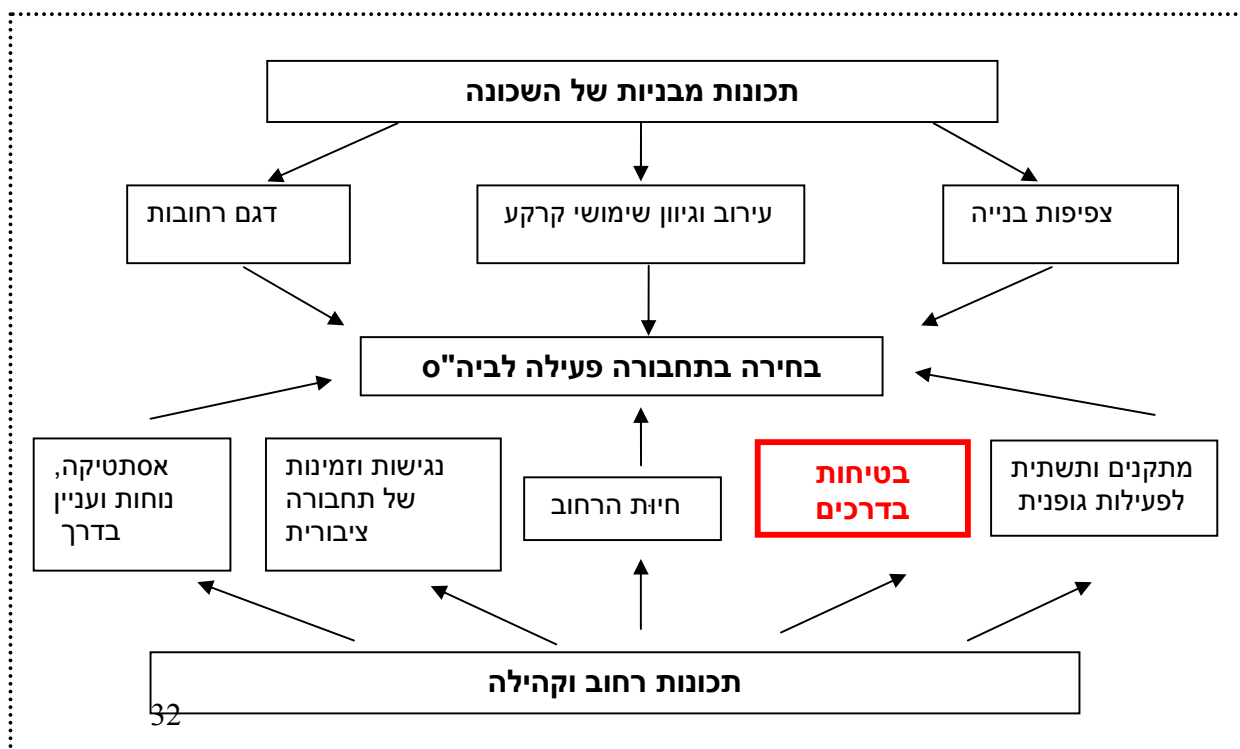 תכונות מבניות של השכונה
צפיפות בנייה
עירוב וגיוון שימושי קרקע
דגם רחובות
בחירה בתחבורה פעילה לביה"ס
מתקנים ותשתית
לפעילות גופנית
בטיחות
בדרכים
חיוּת הרחוב
נגישות וזמינות
של תחבורה
ציבורית
אסתטיקה,
נוחות ועניין
בדרך
תכונות רחוב וקהילה
32